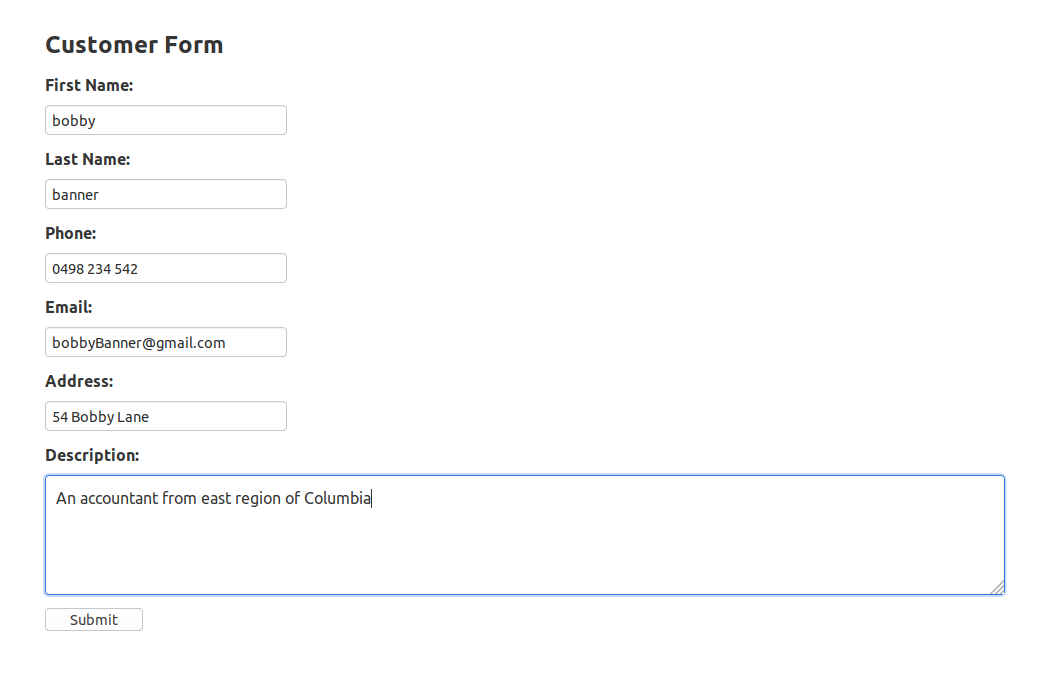 Customer Form
First Name:
bobby
Last Name:
banner
Phone:
0498 234 542
Email:
bobbyBanner@gmail.com
Address:
54 Bobby Lane
Description:
An accountant from east region of Columbia
Submit